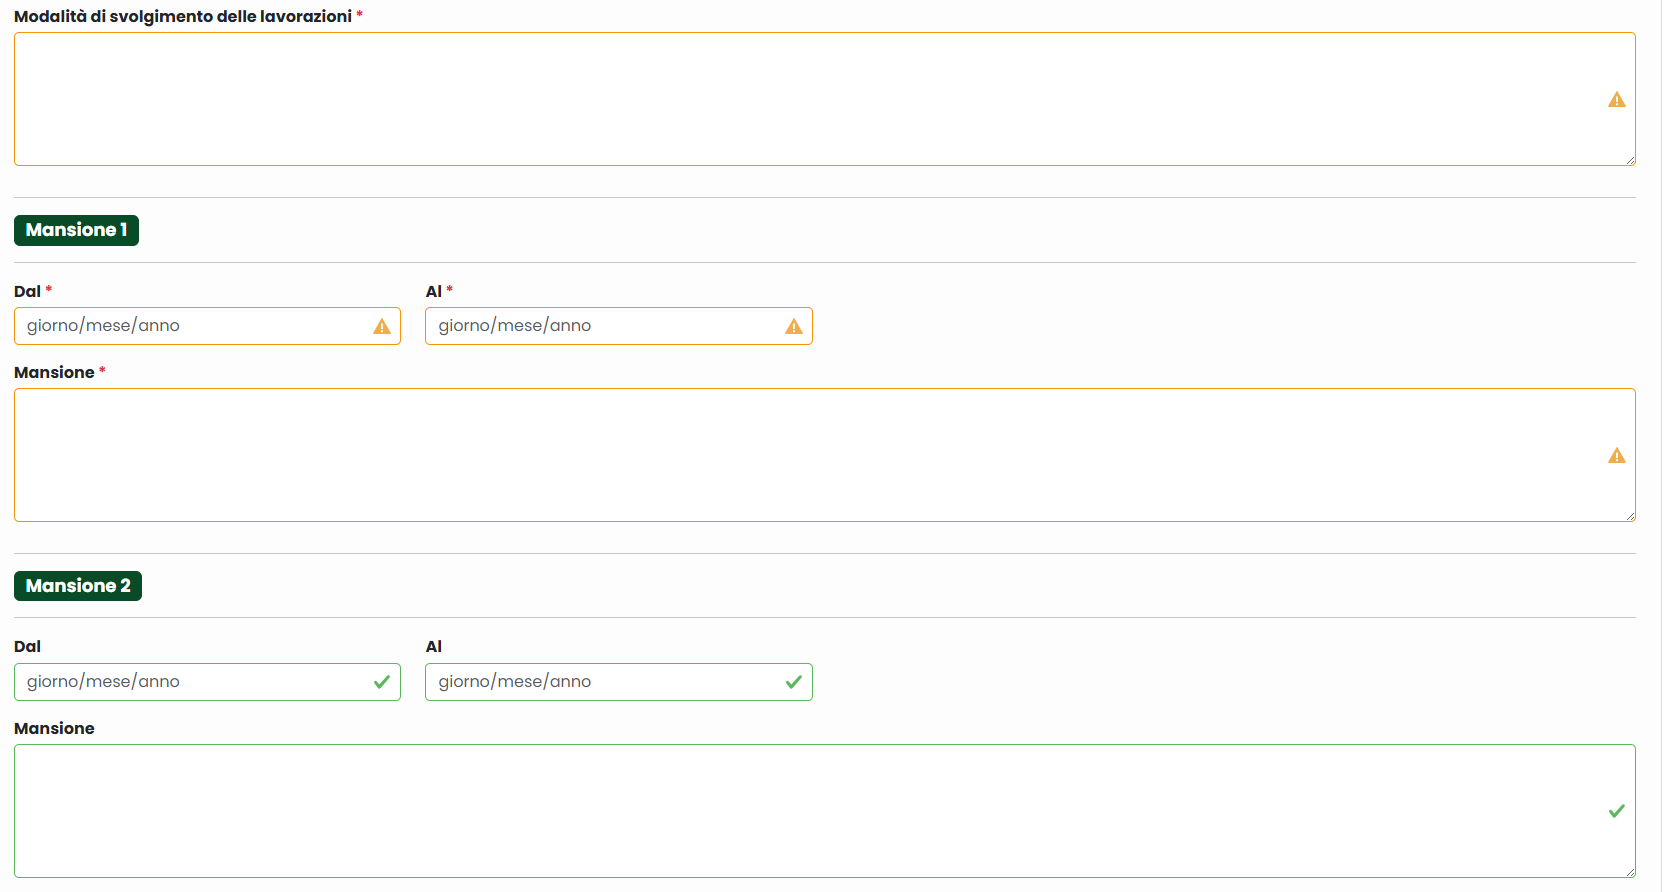 Modalità di svolgimento delle lavorazioni *
Mansione 1
Dal * Al *
giorno/mese/anno giorno/mese/anno
Mansione *
Mansione 2
Dal Al
giorno/mese/anno giorno/mese/anno
Mansione